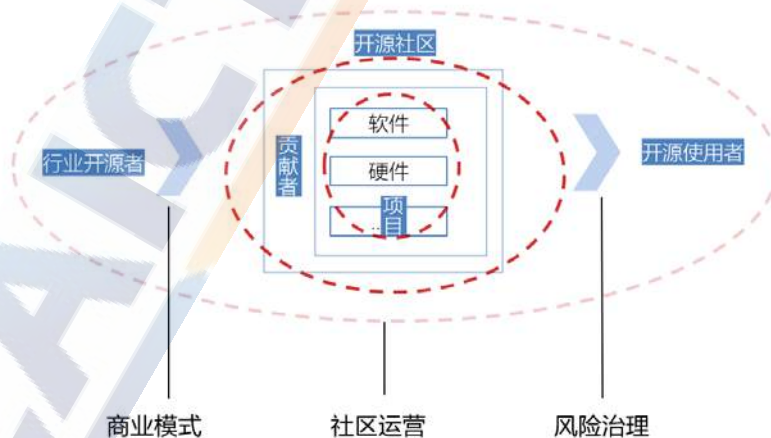 开源社区
行业开源者
贡献者
软件
硬件
项目
..
开源使用者
商业模式
社区运营
风险治理